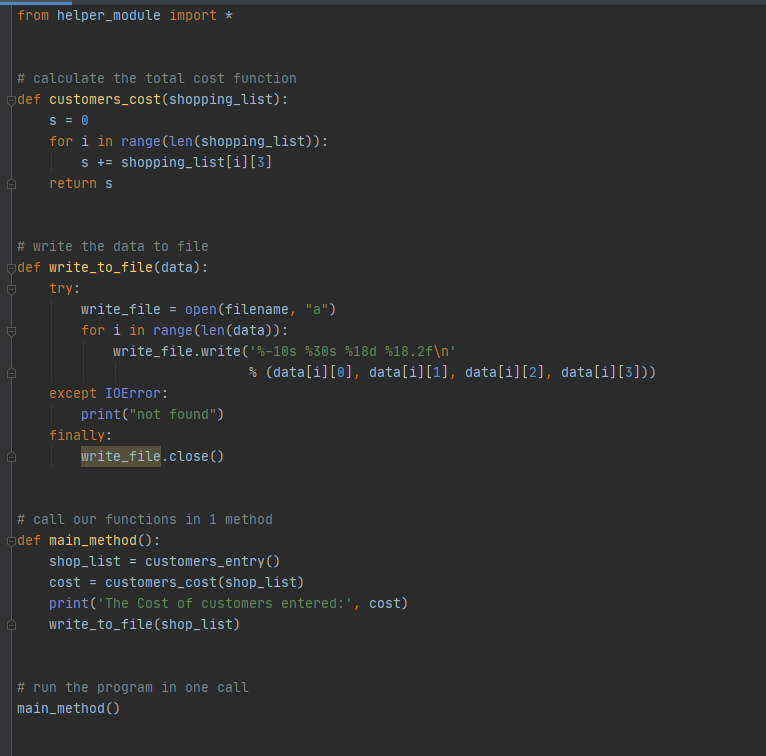 from helper_module import *
# calculate the total cost function
def customers_cost(shopping_list):
    s = 0
    for i in range(len(shopping_list)):
        s += shopping_list[i][3]
    return s
# write the data to file
def write_to_file(data):
    try:
        write_file = open(filename, "a")
        for i in range(len(data)):
            write_file.write('%-10s %30s %18d %18.2f\n'
                             % (data[i][0], data[i][1], data[i][2], data[i][3]))
    except IOError:
        print("not found")
    finally:
        write_file.close()
# call our functions in 1 method
def main_method():
    shop_list = customers_entry()
    cost = customers_cost(shop_list)
    print('The Cost of customers entered:', cost)
    write_to_file(shop_list)
# run the program in one call
main_method()